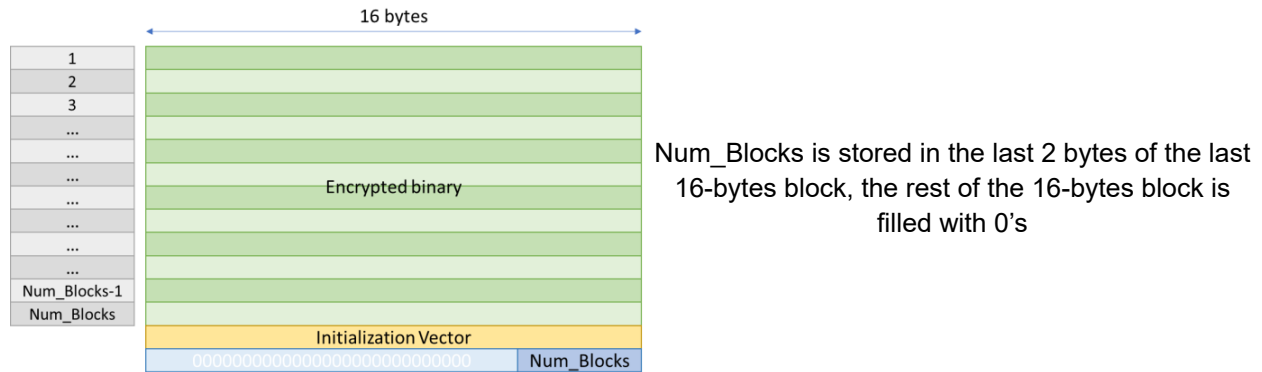 16 bytes
1
2
3
...
...
...
...
...
...
...
Num_Blocks-1
Num_Blocks
Encrypted binary
Initialization Vector
0000000000000000000000000000 Num_Blocks
Num_Blocks is stored in the last 2 bytes of the last
16-bytes block, the rest of the 16-bytes block is
filled with 0’s